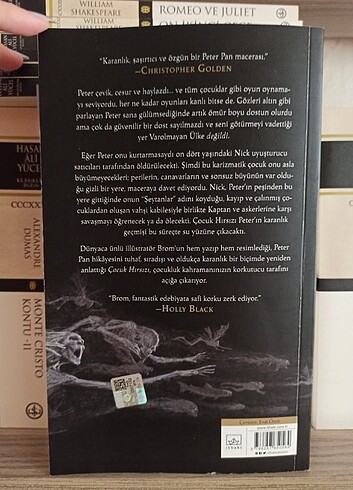 WILLIAM
SHAKESPEARE
WILLIAM
SHAKESPEARE
ROMEO VE JULIET
"Karanlık, şaşırtıcı ve özgün bir Peter Pan macerası."
—CHRISTOPHER GOLDEN
Peter çevik, cesur ve haylazdı... ve tüm çocuklar gibi oyun oynama-
yı seviyordu, her ne kadar oyunları kanlı bitse de. Gözleri altın gibi
parlayan Peter sana gülümsediğinde artık ömür boyu dostun olurdu
ama çok da güvenilir bir dost sayılmazdı ve seni götürmeyi vadettiği
yer Varolmayan Ülke değildi.
Eğer Peter onu kurtarmasaydı on dört yaşındaki Nick uyuşturucu
satıcıları tarafından öldürülecekti. Şimdi bu karizmatik çocuk onu asla
büyümeyecekleri; perilerin, canavarların ve sonsuz büyünün var oldu-
ğu gizli bir yere, maceraya davet ediyordu. Nick, Peter'ın peşinden bu
yere gittiğinde onun "Şeytanlar" adını koyduğu, kayıp ve çalınmış ço-
cuklardan oluşan vahşi kabilesiyle birlikte Kaptan ve askerlerine karşı
savaşmayı öğrenecek ya da ölecekti. Çocuk Hırsızı Peter'ın karanlık
geçmişi bu süreçte su yüzüne çıkacaktı.
Dünyaca ünlü illüstratör Brom'un hem yazıp hem resimlediği, Peter
Pan hikâyesini tuhaf, sıradışı ve oldukça karanlık bir biçimde yeniden
anlattığı Çocuk Hırsızı, çocukluk kahramanınızın korkutucu tarafını
açığa çıkarıyor.
"Brom, fantastik edebiyata safi korku zerk ediyor."
—HOLLY BLACK
HASAN
ALİ
YÜCEL
ALEXANDRE
DUMAS
MONTE CRISTO
KONTU -II
ithaki